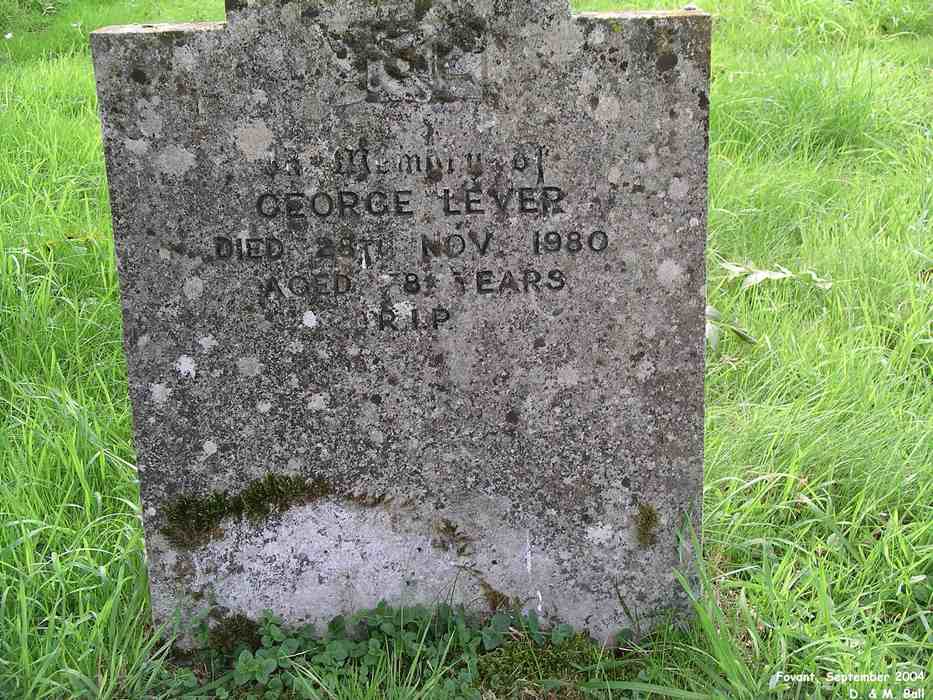 In Memory of
GEORGE LEVER
DIED 28TH NOV. 1980
AGED 78 YEARS
R.I.P.
Fovant, September 2004
D. & M. Ball